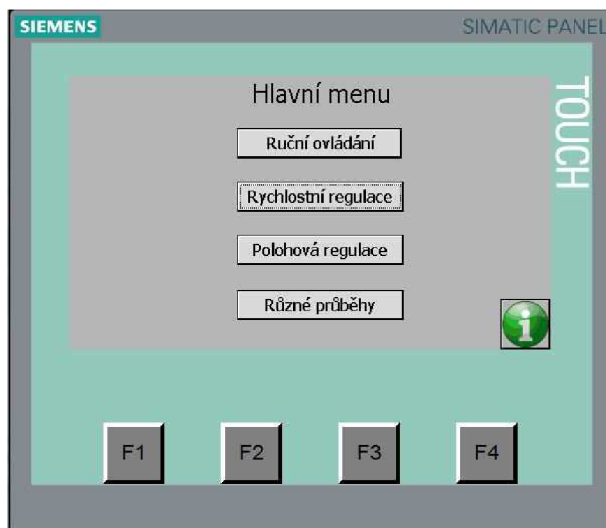 SIEMENS
SIMATIC PANEL
TOUCH
Hlavní menu
Ruční ovládání
Rychlostní regulace
Polohová regulace
Různé průběhy
F1 F2 F3 F4